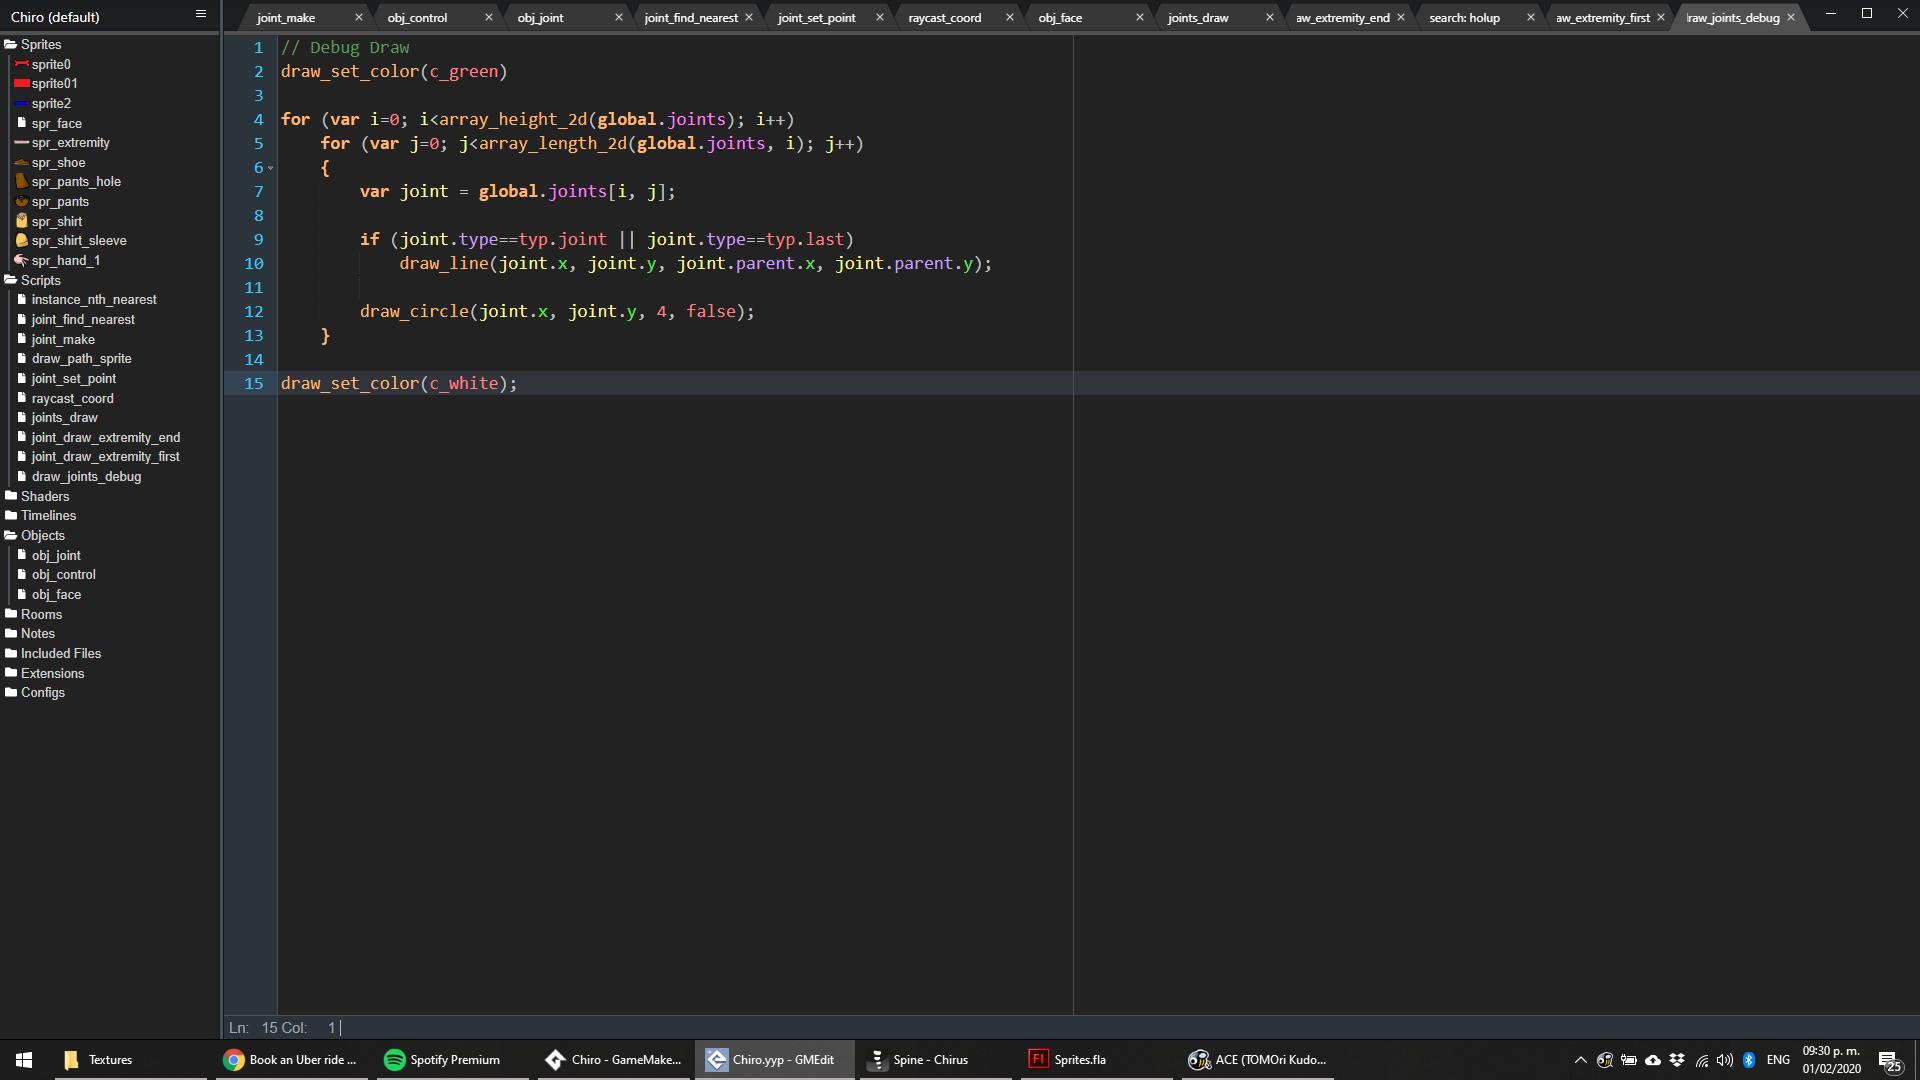 Chiro (default)
joint_make
obj_control
obj_joint
joint_find_nearest
joint_set_point
raycast_coord
obj_face
joints_draw
aw_extremity_end
search: holup
aw_extremity_first
raw_joints_debug
Sprites
sprite0
sprite01
sprite2
spr_face
spr_extremity
spr_shoe
spr_pants_hole
spr_pants
spr_shirt
spr_shirt_sleeve
spr_hand_1
Scripts
instance_nth_nearest
joint_find_nearest
joint_make
draw_path_sprite
joint_set_point
raycast_coord
joints_draw
joint_draw_extremity_end
joint_draw_extremity_first
draw_joints_debug
Shaders
Timelines
Objects
obj_joint
obj_control
obj_face
Rooms
Notes
Included Files
Extensions
Configs
1 // Debug Draw
2 draw_set_color(c_green)
3
4 for (var i=0; i<array_height_2d(global.joints); i++)
5 for (var j=0; j<array_length_2d(global.joints, i); j++)
6 {
7 var joint = global.joints[i, j];
8
9 if (joint.type==typ.joint || joint.type==typ.last)
10 draw_line(joint.x, joint.y, joint.parent.x, joint.parent.y);
11
12 draw_circle(joint.x, joint.y, 4, false);
13 }
14
15 draw_set_color(c_white);
Ln: 15 Col: 1
Textures
Book an Uber ride ...
Spotify Premium
Chiro - GameMake...
Chiro.yyp - GMEdit
Spine - Chirus
Fl
Sprites.fla
ACE (TOMOri Kudo...
ENG
09:30 p. m.
01/02/2020
25